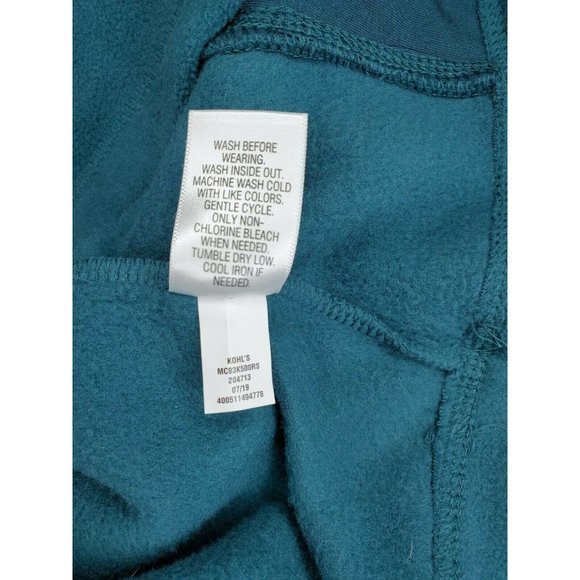 WASH BEFORE
WEARING.
WASH INSIDE OUT.
MACHINE WASH COLD
WITH LIKE COLORS.
GENTLE CYCLE.
ONLY NON-
CHLORINE BLEACH
WHEN NEEDED.
TUMBLE DRY LOW.
COOL IRON IF
NEEDED.
KOHL'S
MC93K500RS
204713
07/19
400511494778